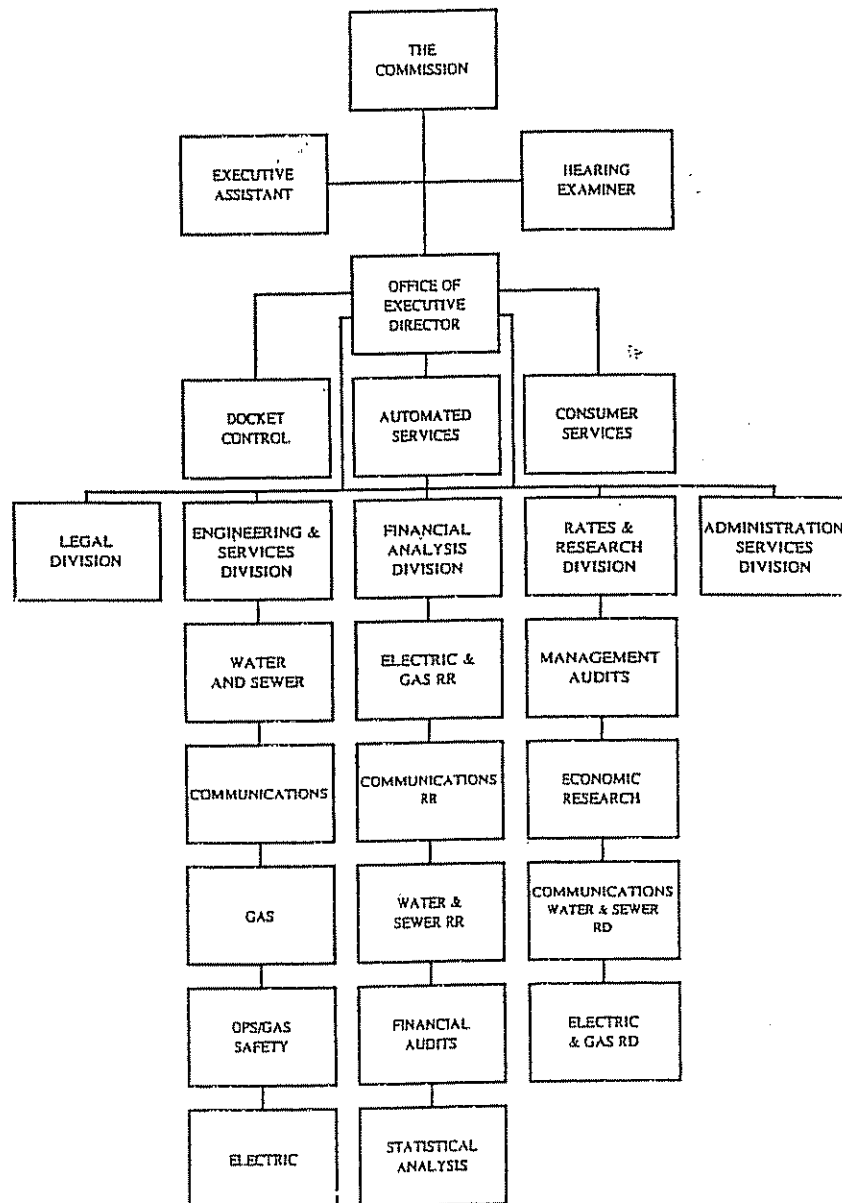 THE
COMMISSION
EXECUTIVE
ASSISTANT
HEARING
EXAMINER
OFFICE OF
EXECUTIVE
DIRECTOR
DOCKET
CONTROL
AUTOMATED
SERVICES
CONSUMER
SERVICES
LEGAL
DIVISION
ENGINEERING &
SERVICES
DIVISION
FINANCIAL
ANALYSIS
DIVISION
RATES &
RESEARCH
DIVISION
ADMINISTRATION
SERVICES
DIVISION
WATER
AND SEWER
ELECTRIC &
GAS RR
MANAGEMENT
AUDITS
COMMUNICATIONS
COMMUNICATIONS
RR
ECONOMIC
RESEARCH
GAS
WATER &
SEWER RR
COMMUNICATIONS
WATER & SEWER
RD
OPS/GAS
SAFETY
FINANCIAL
AUDITS
ELECTRIC
& GAS RD
ELECTRIC
STATISTICAL
ANALYSIS